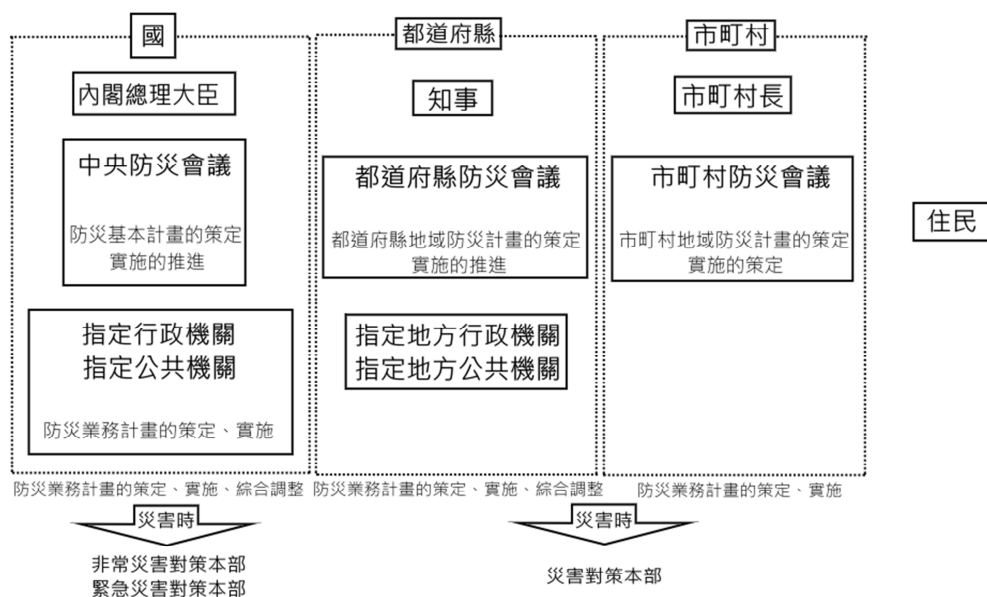 國
內閣總理大臣
中央防災會議
防災基本計畫的策定
實施的推進
指定行政機關
指定公共機關
防災業務計畫的策定、實施
防災業務計畫的策定、實施、綜合調整
災害時
非常災害對策本部
緊急災害對策本部
都道府縣
知事
都道府縣防災會議
都道府縣地域防災計畫的策定
實施的推進
指定地方行政機關
指定地方公共機關
防災業務計畫的策定、實施、綜合調整
市町村
市町村長
市町村防災會議
市町村地域防災計畫的策定
實施的策定
防災業務計畫的策定、實施
災害時
災害對策本部
住民